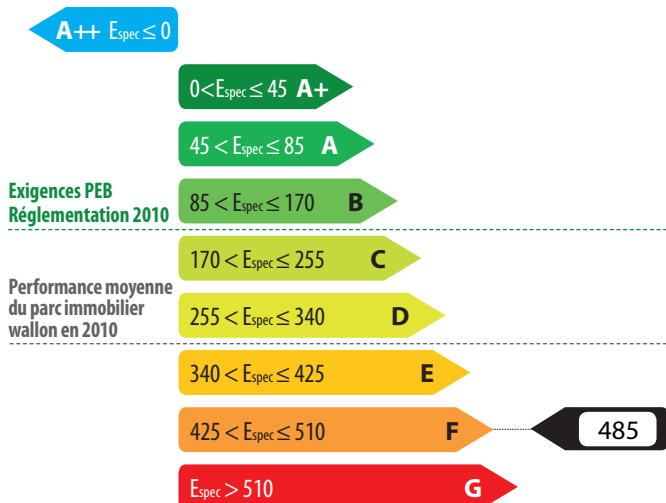 A++ Espec ≤ 0
0 < Espec ≤ 45 A+
45 < Espec ≤ 85 A
Exigences PEB
Réglementation 2010
85 < Espec ≤ 170 B
170 < Espec ≤ 255 C
Performance moyenne
du parc immobilier
wallon en 2010
255 < Espec ≤ 340 D
340 < Espec ≤ 425 E
425 < Espec ≤ 510 F 485
Espec > 510 G